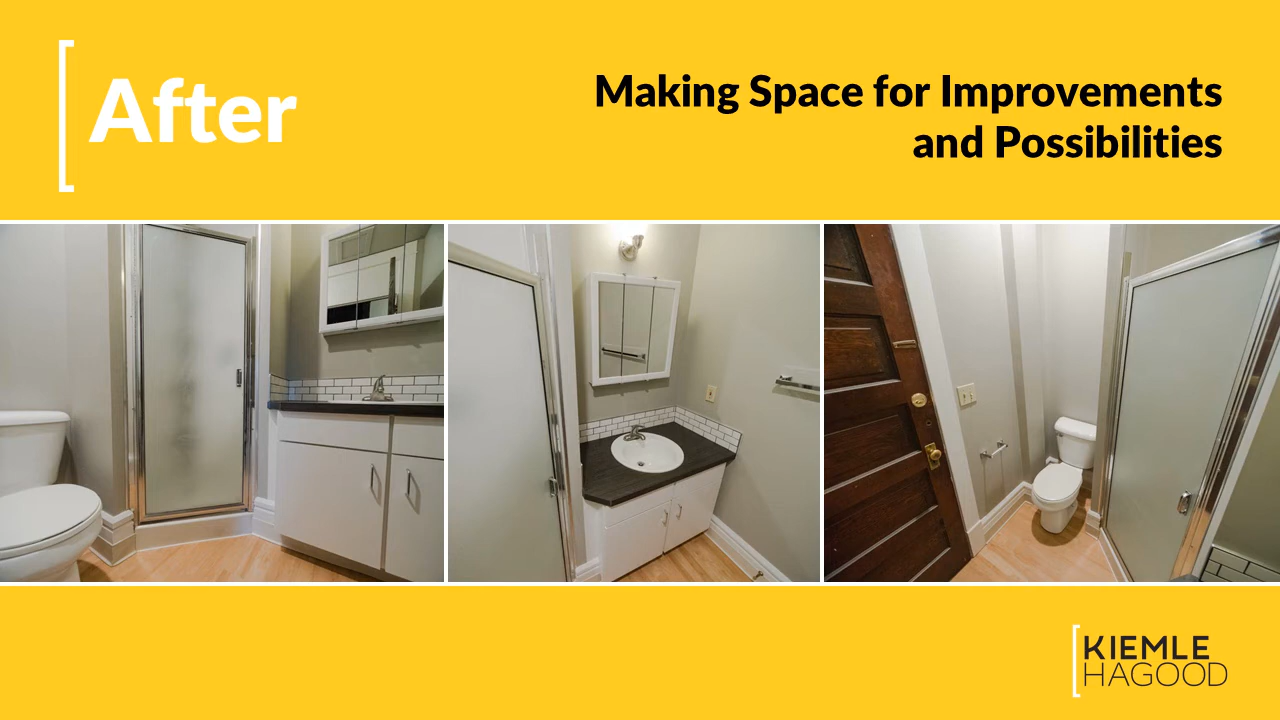 After
Making Space for Improvements
and Possibilities
KIEMLE
HAGOOD